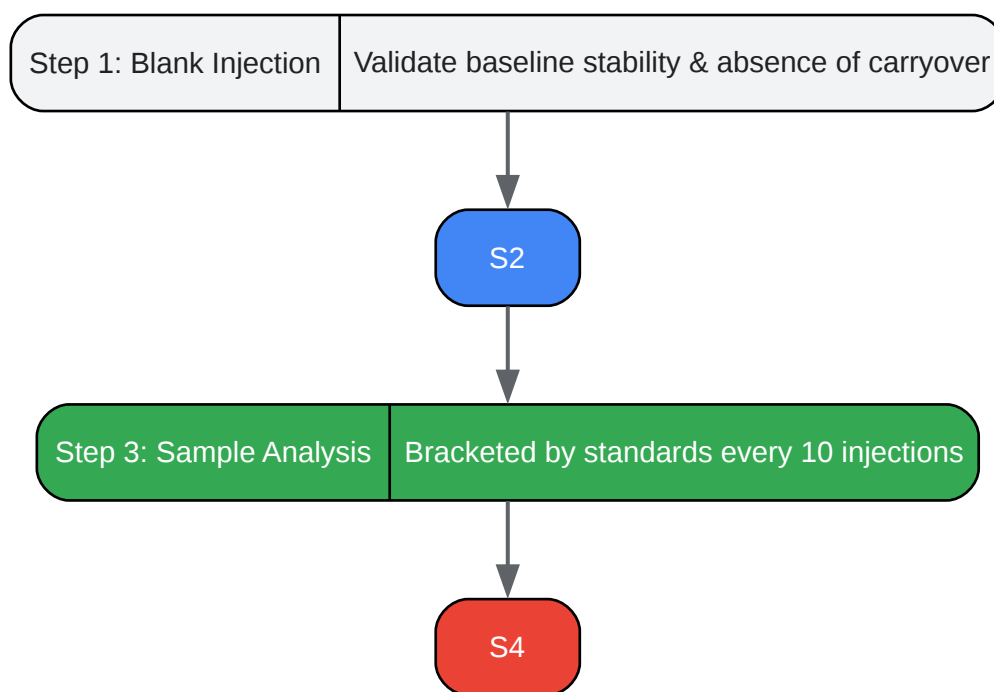 Step 1: Blank Injection
Validate baseline stability & absence of carryover
S2
Step 3: Sample Analysis
Bracketed by standards every 10 injections
S4